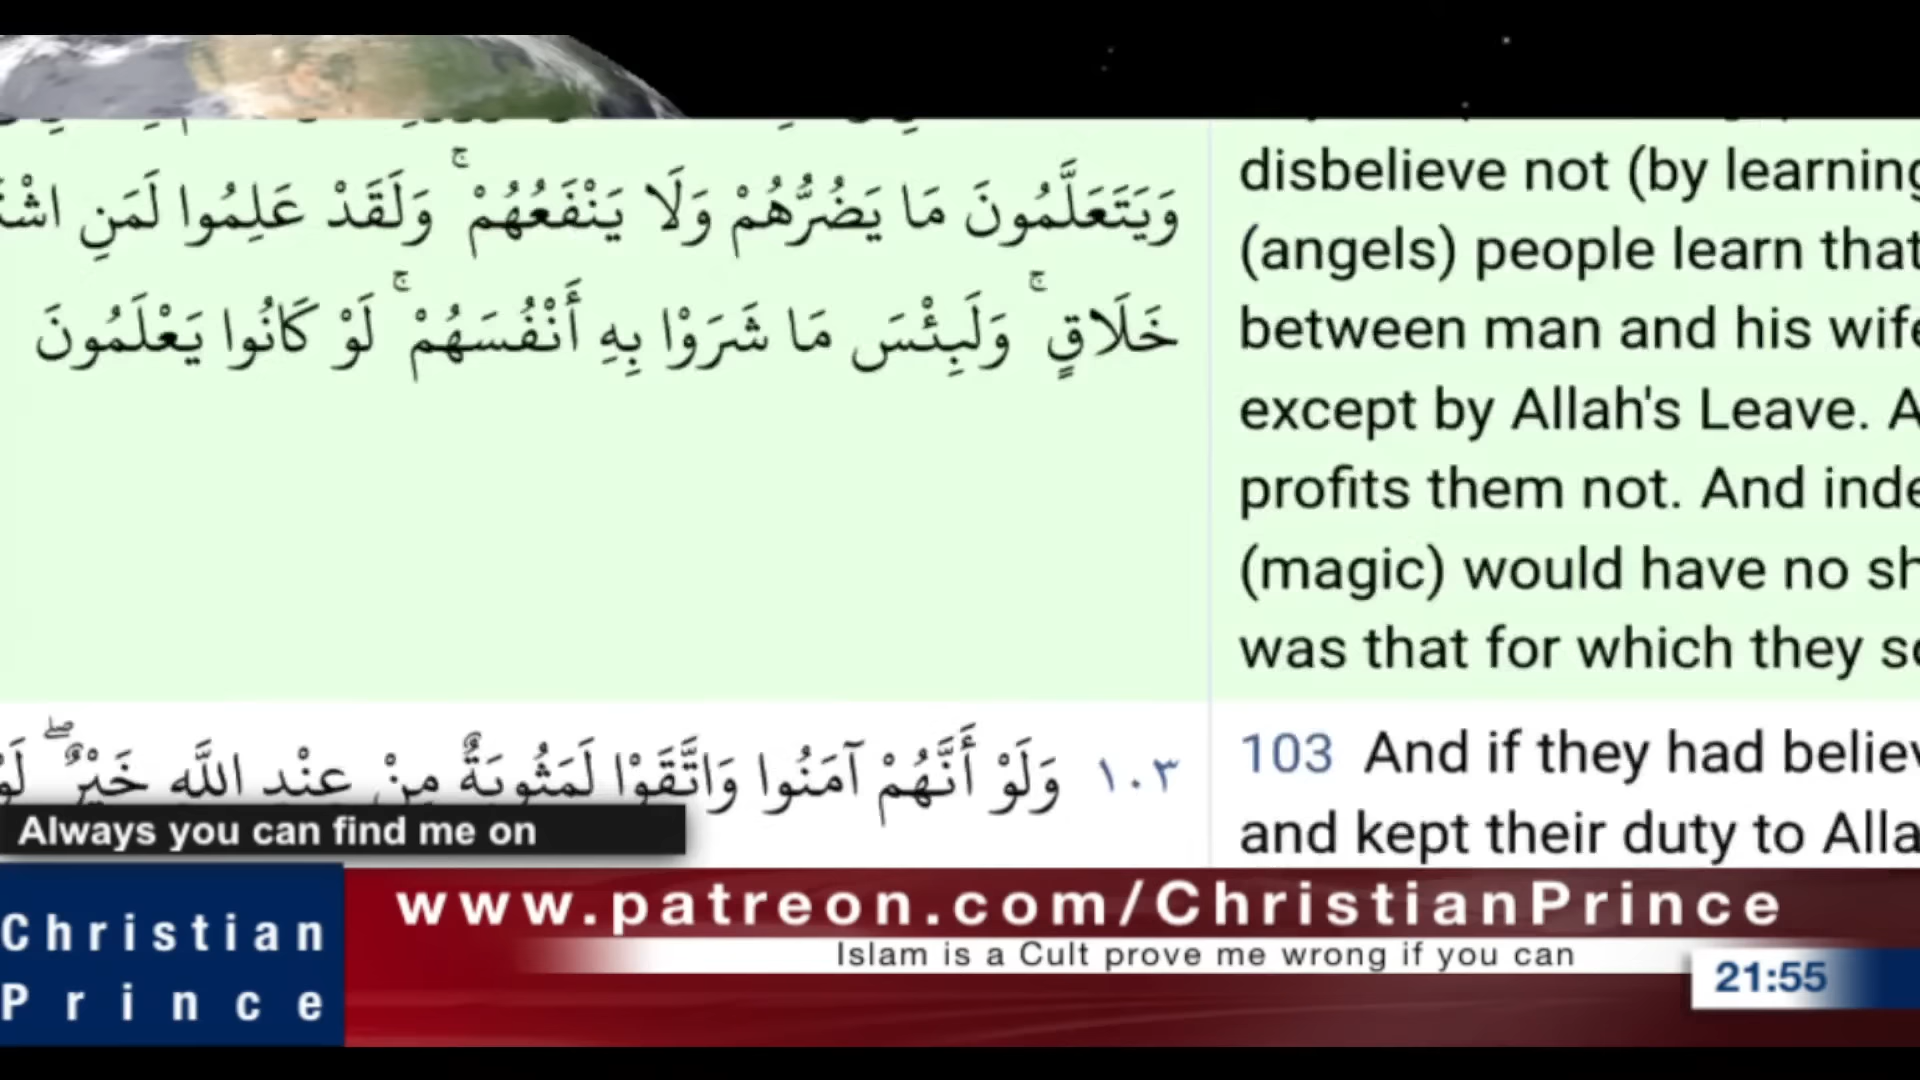 وَيَتَعَلَّمُونَ مَا يَضُرُّهُمْ وَلَا يَنْفَعُهُمْ ۚ وَلَقَدْ عَلِمُوا لَمَنِ
خَلَاقٍ ۚ وَلَبِئْسَ مَا شَرَوْا بِهِ أَنْفُسَهُمْ ۚ لَوْ كَانُوا يَعْلَمُونَ
١٠٣ وَلَوْ أَنَّهُمْ آمَنُوا وَاتَّقَوْا لَمَثُوبَةٌ مِنْ عِنْدِ اللَّهِ خَيْرٌ ۖ لَوْ
disbelieve not (by learning
(angels) people learn that
between man and his wife
except by Allah's Leave. A
profits them not. And inde
(magic) would have no sh
was that for which they so
103 And if they had believ
and kept their duty to Alla
Always you can find me on
Christian
Prince
www.patreon.com/ChristianPrince
Islam is a Cult prove me wrong if you can
21:55